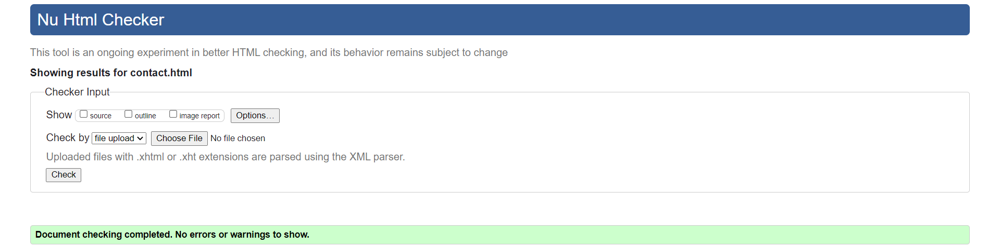 Nu Html Checker
This tool is an ongoing experiment in better HTML checking, and its behavior remains subject to change
Showing results for contact.html
Checker Input
Show source outline image report Options…
Check by file upload Choose File No file chosen
Uploaded files with .xhtml or .xht extensions are parsed using the XML parser.
Check
Document checking completed. No errors or warnings to show.